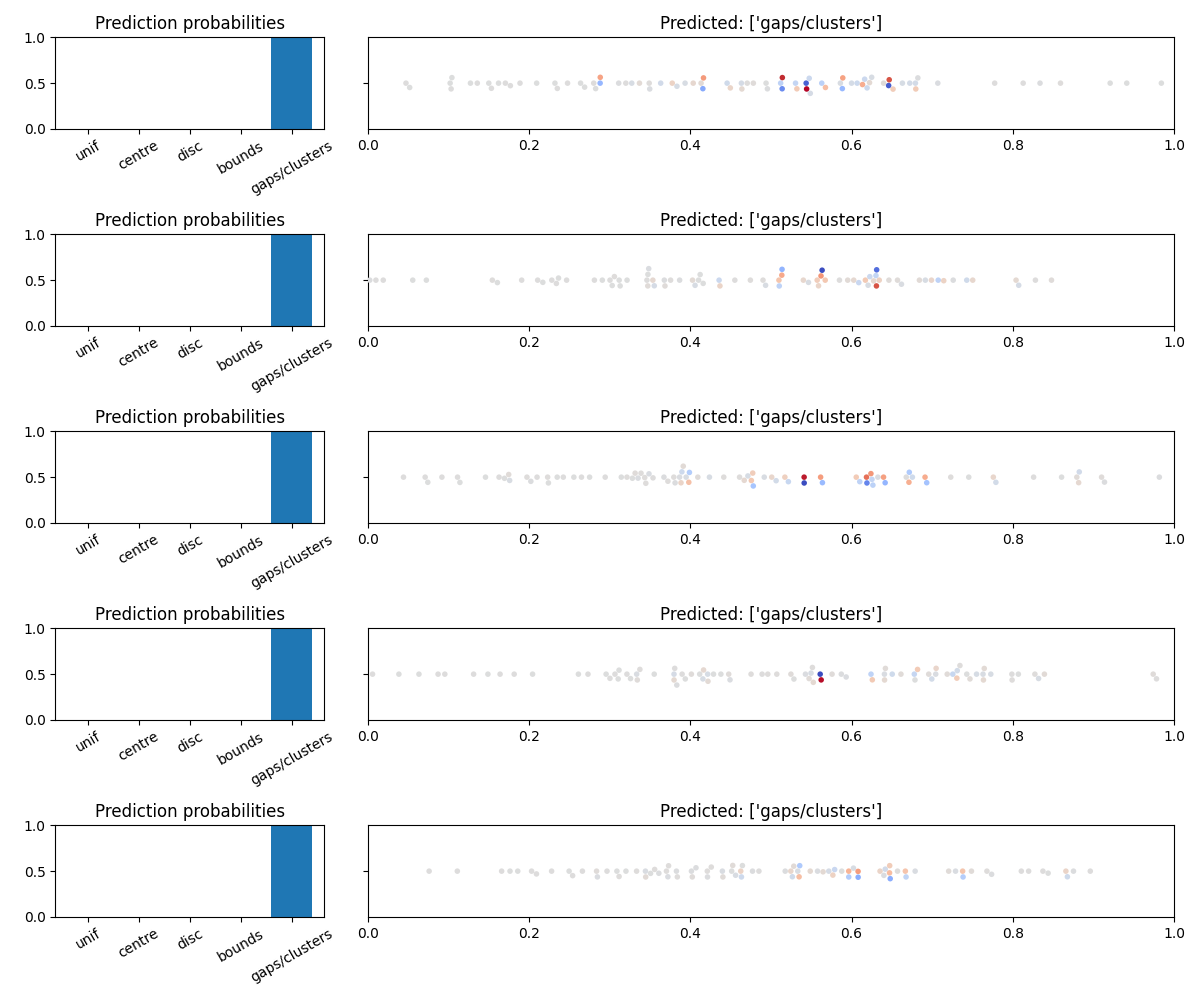 Prediction probabilities
Predicted: ['gaps/clusters']
1.0
0.5
0.0
unif
centre
disc
bounds
gaps/clusters
0.0 0.2 0.4 0.6 0.8 1.0
Prediction probabilities
Predicted: ['gaps/clusters']
1.0
0.5
0.0
unif
centre
disc
bounds
gaps/clusters
0.0 0.2 0.4 0.6 0.8 1.0
Prediction probabilities
Predicted: ['gaps/clusters']
1.0
0.5
0.0
unif
centre
disc
bounds
gaps/clusters
0.0 0.2 0.4 0.6 0.8 1.0
Prediction probabilities
Predicted: ['gaps/clusters']
1.0
0.5
0.0
unif
centre
disc
bounds
gaps/clusters
0.0 0.2 0.4 0.6 0.8 1.0
Prediction probabilities
Predicted: ['gaps/clusters']
1.0
0.5
0.0
unif
centre
disc
bounds
gaps/clusters
0.0 0.2 0.4 0.6 0.8 1.0